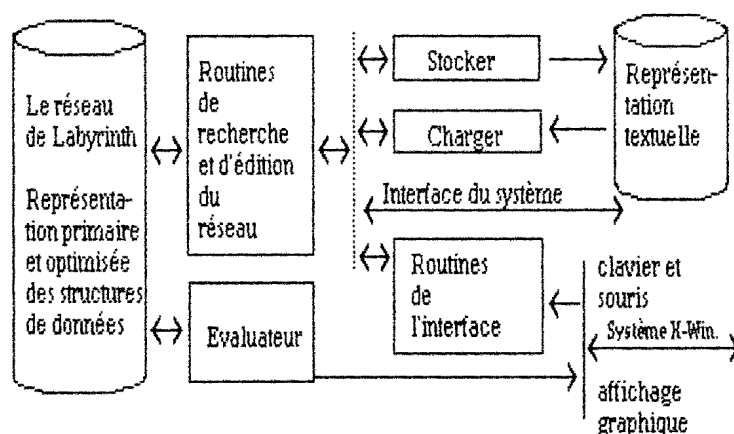 Le réseau
de Labyrinth
Représenta-
tion primaire
et optimisée
des structures
de données
Routines
de
recherche
et d'édition
du
réseau
Evaluateur
Stocker
Charger
Interface du système
Routines
de
l'interface
Représen-
tation
textuelle
clavier et
souris
Système X-Win.
affichage
graphique